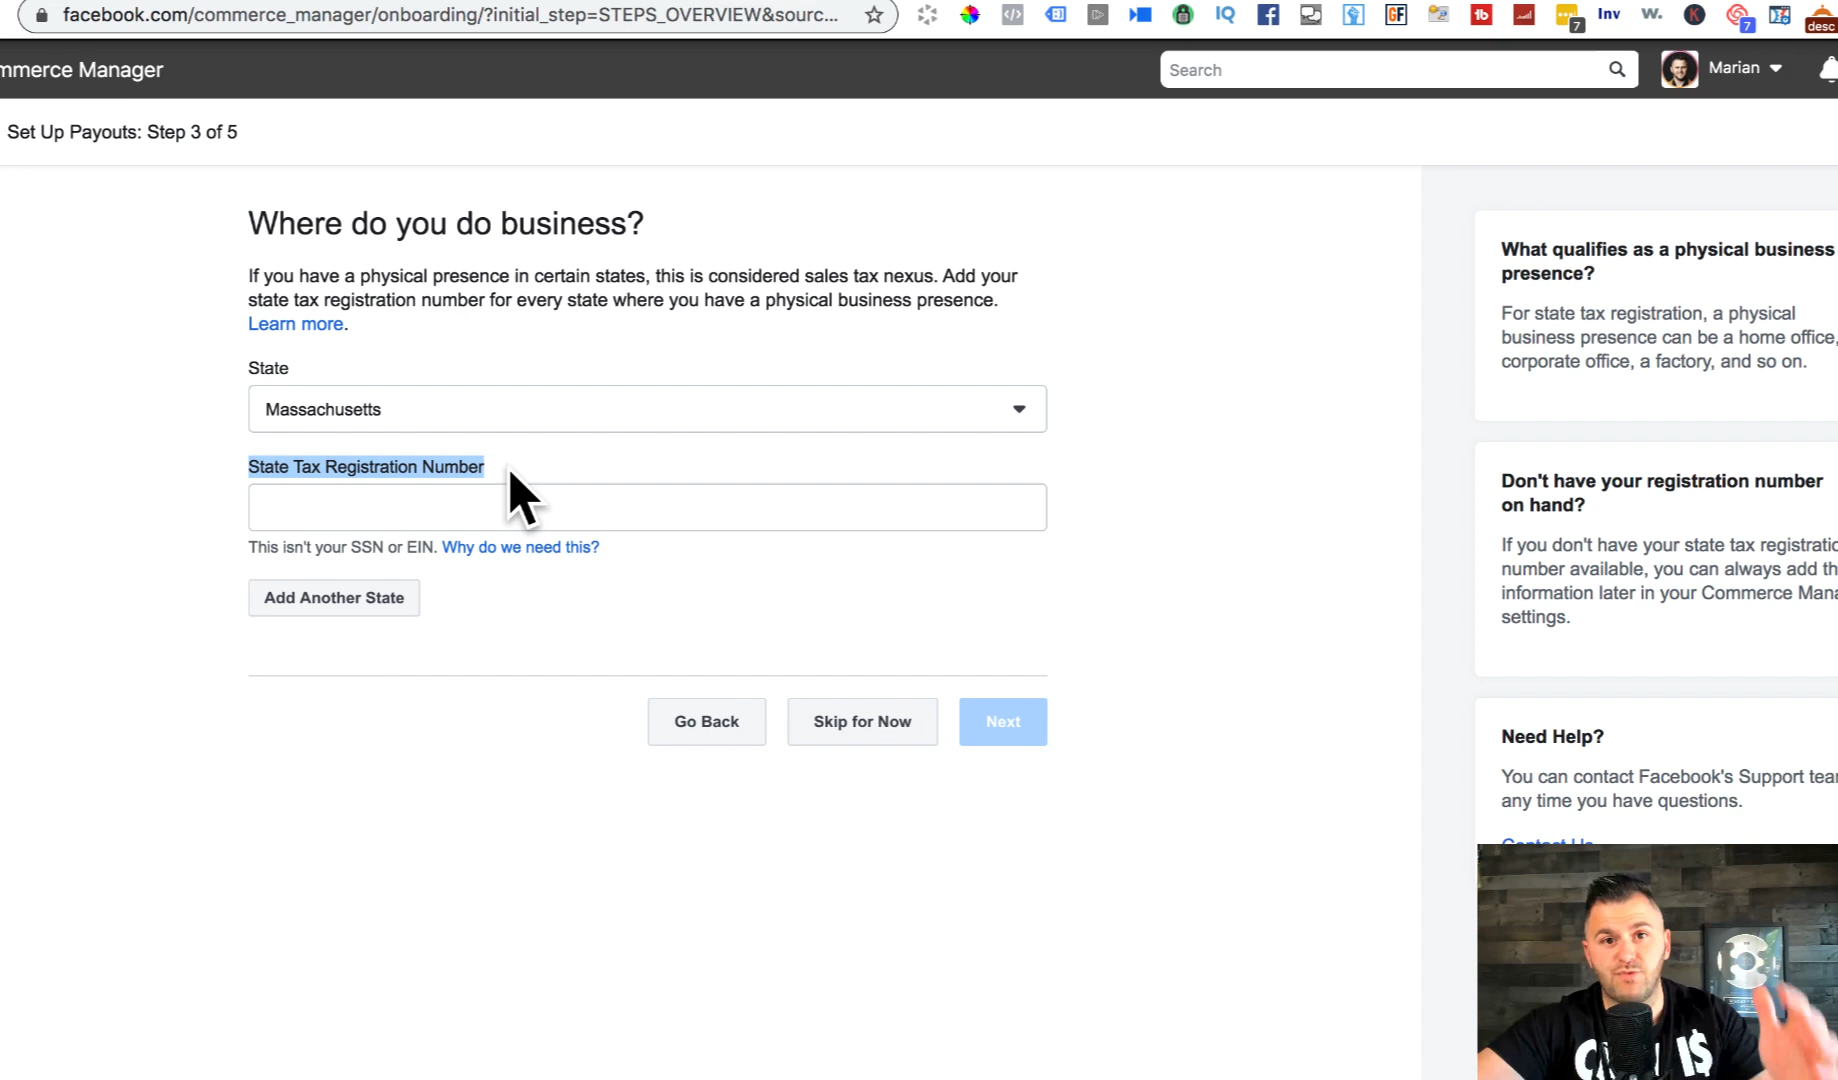 facebook.com/commerce_manager/onboarding/?initial_step=STEPS_OVERVIEW&sourc...
IQ
GF
tb
7
Inv
w.
K
7
desc
mmerce Manager
Search
Marian
Set Up Payouts: Step 3 of 5
Where do you do business?
If you have a physical presence in certain states, this is considered sales tax nexus. Add your
state tax registration number for every state where you have a physical business presence.
Learn more.
State
Massachusetts
State Tax Registration Number
This isn't your SSN or EIN. Why do we need this?
Add Another State
Go Back
Skip for Now
Next
What qualifies as a physical business
presence?
For state tax registration, a physical
business presence can be a home office,
corporate office, a factory, and so on.
Don't have your registration number
on hand?
If you don't have your state tax registratio
number available, you can always add th
information later in your Commerce Mana
settings.
Need Help?
You can contact Facebook's Support tea
any time you have questions.
Contact Us